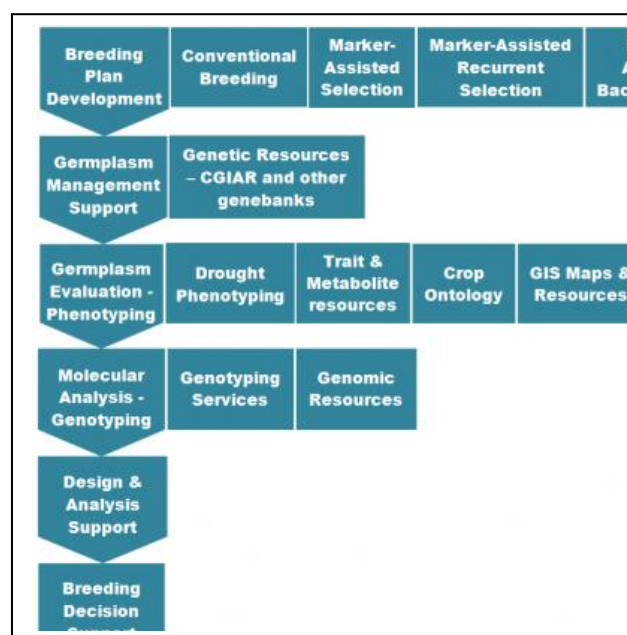 Breeding
Plan
Development
Conventional
Breeding
Marker-
Assisted
Selection
Marker-Assisted
Recurrent
Selection
Germplasm
Management
Support
Genetic Resources
– CGIAR and other
genebanks
Germplasm
Evaluation -
Phenotyping
Drought
Phenotyping
Trait &
Metabolite
resources
Crop
Ontology
GIS Maps &
Resources
Molecular
Analysis -
Genotyping
Genotyping
Services
Genomic
Resources
Design &
Analysis
Support
Breeding
Decision
Support